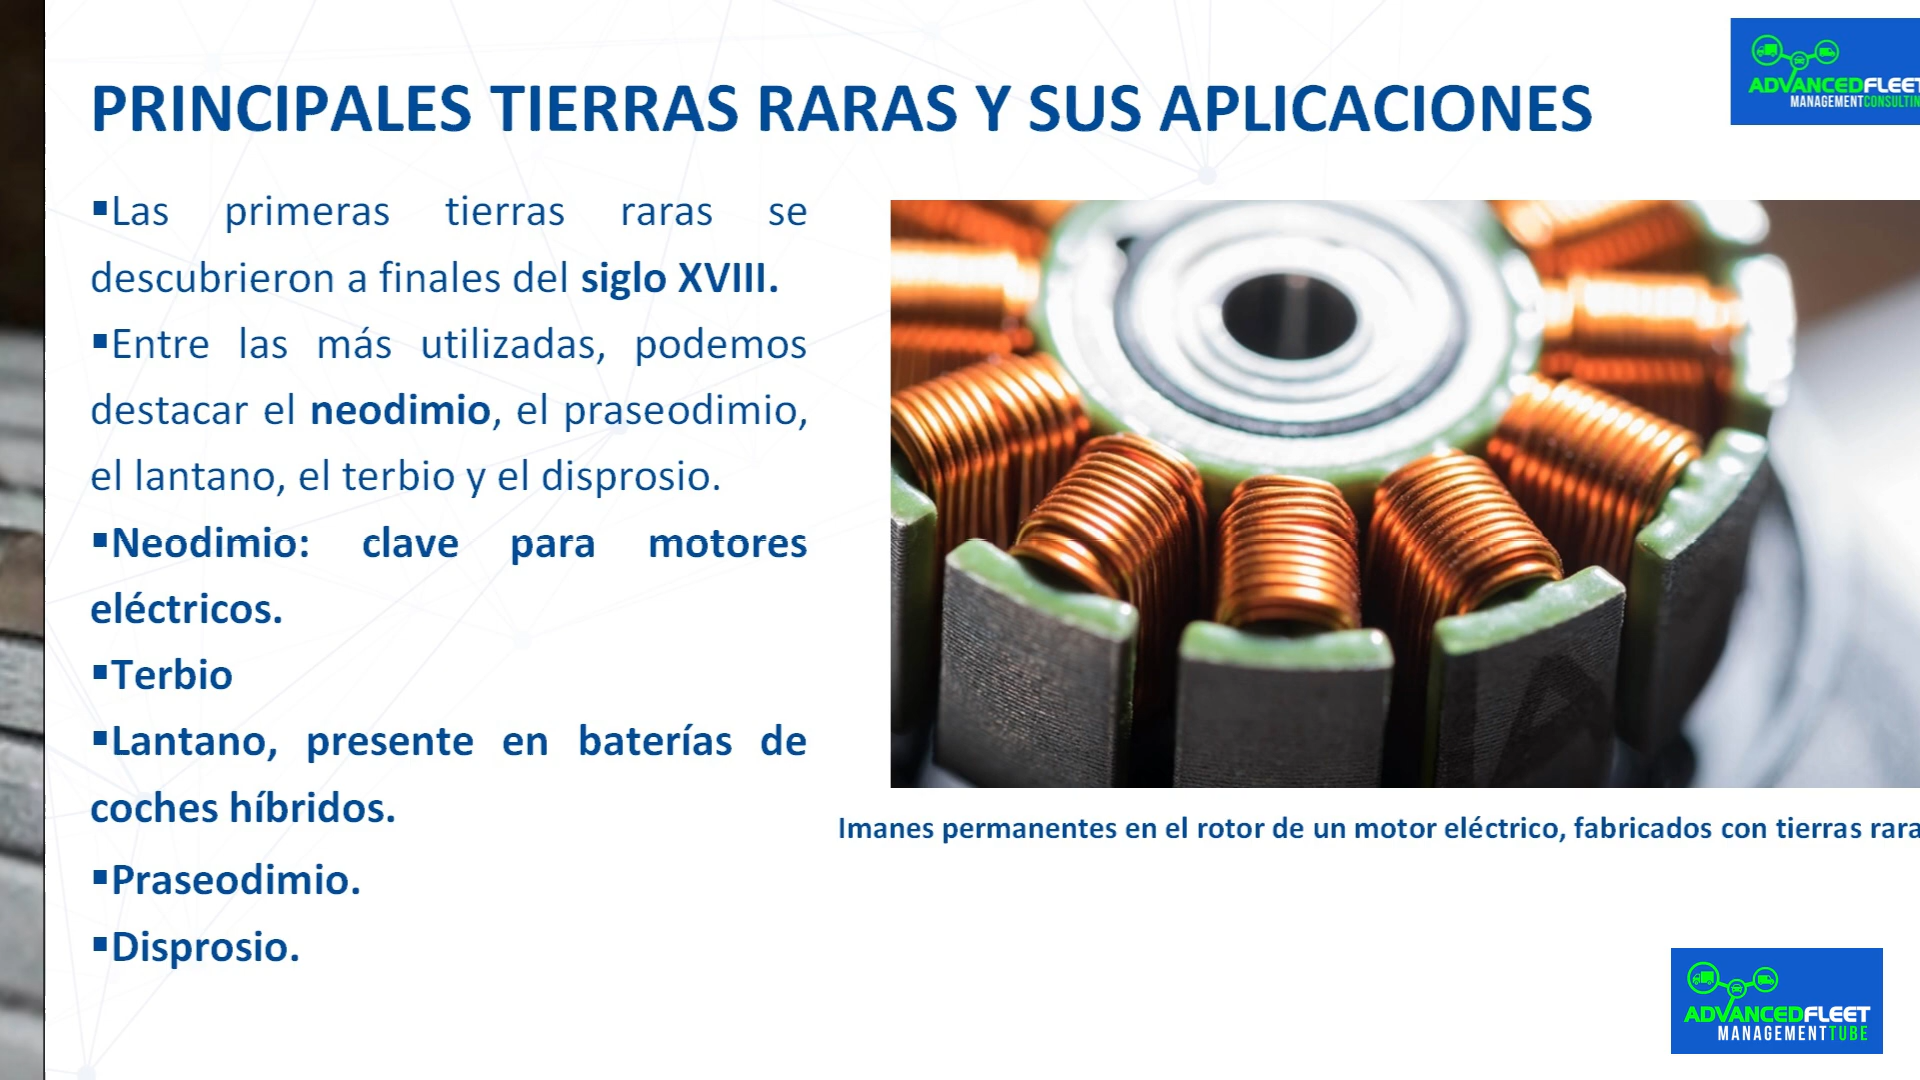 PRINCIPALES TIERRAS RARAS Y SUS APLICACIONES
ADVANCEDFLEET
MANAGEMENTCONSULTIN
▪Las primeras tierras raras se
descubrieron a finales del siglo XVIII.
▪Entre las más utilizadas, podemos
destacar el neodimio, el praseodimio,
el lantano, el terbio y el disprosio.
▪Neodimio: clave para motores
eléctricos.
▪Terbio
▪Lantano, presente en baterías de
coches híbridos.
▪Praseodimio.
▪Disprosio.
Imanes permanentes en el rotor de un motor eléctrico, fabricados con tierras rara
ADVANCEDFLEET
MANAGEMENTTUBE